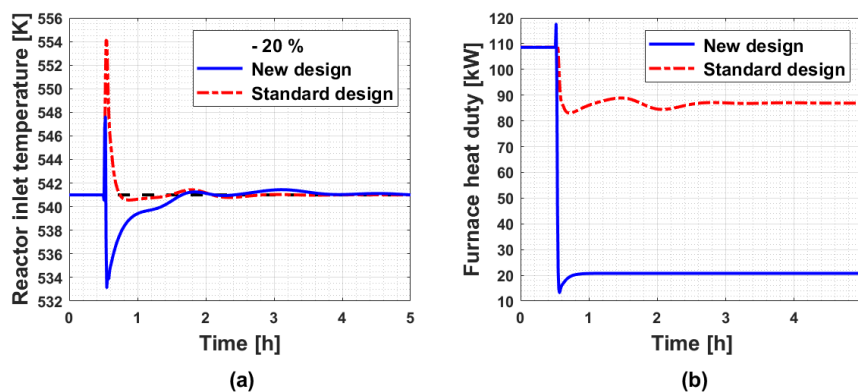 Reactor inlet temperature [K]
556
554
552
550
548
546
544
542
540
538
536
534
532
0 1 2 3 4 5
Time [h]
- 20 %
New design
Standard design
(a)
Furnace heat duty [kW]
120
110
100
90
80
70
60
50
40
30
20
10
0 1 2 3 4
Time [h]
New design
Standard design
(b)